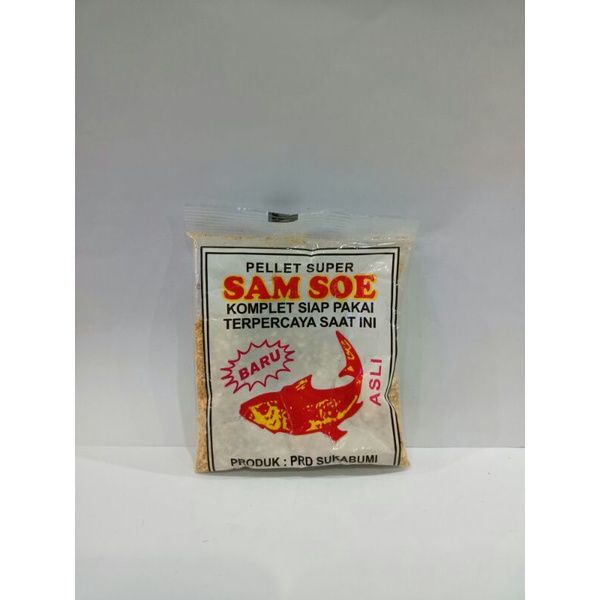 PELLET SUPER
SAM SOE
KOMPLET SIAP PAKAI
TERPERCAYA SAAT INI
BARU
ASLI
PRODUK : PRD SUKABUMI